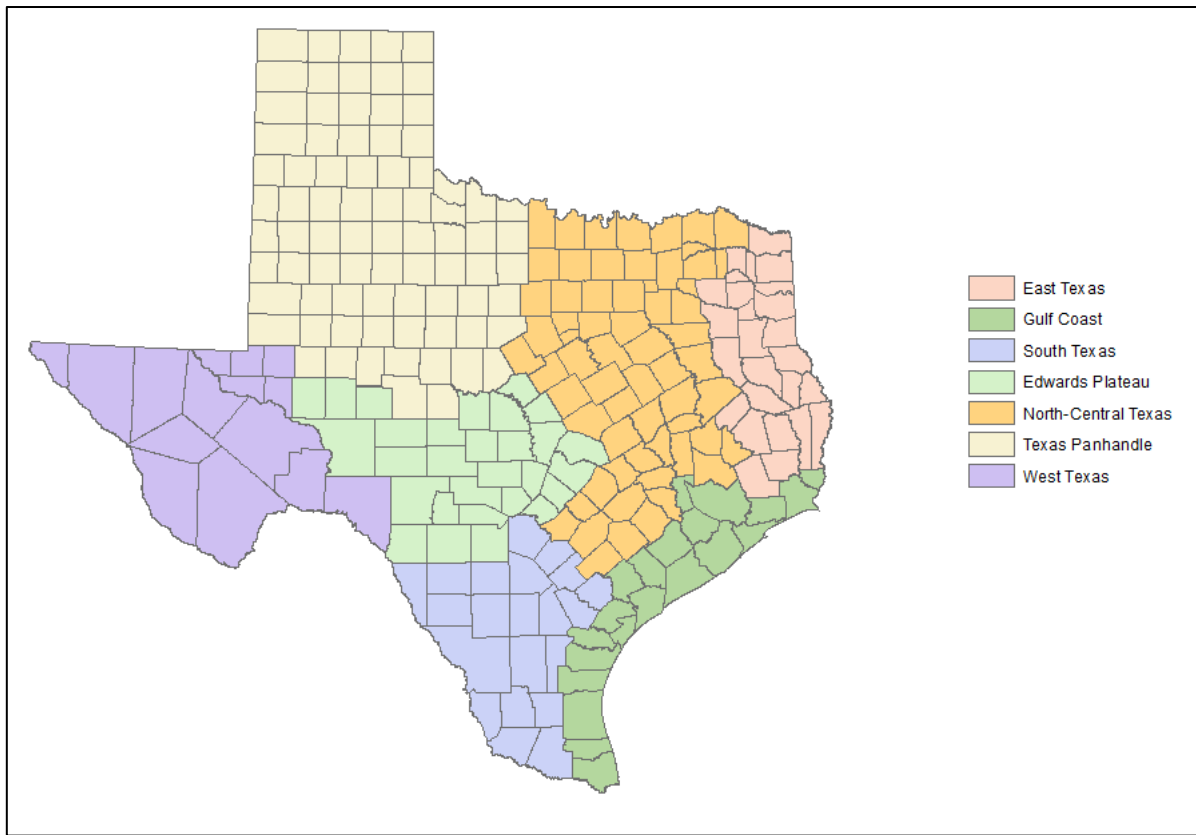 East Texas
Gulf Coast
South Texas
Edwards Plateau
North-Central Texas
Texas Panhandle
West Texas